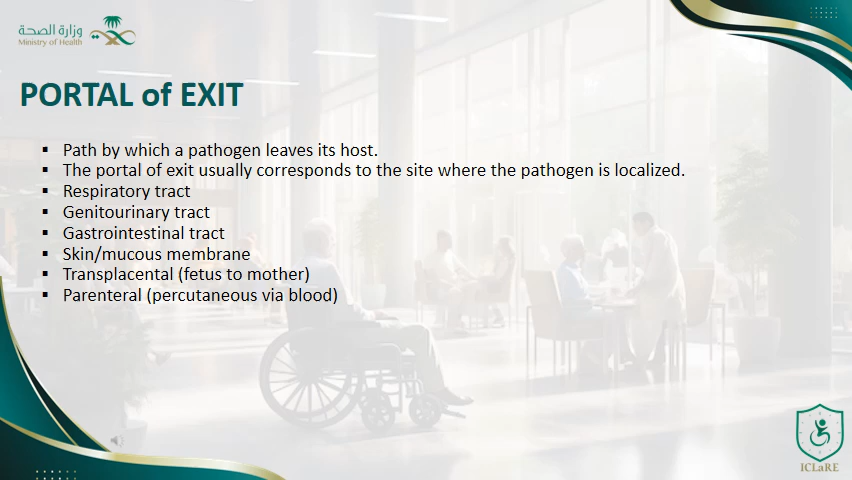 وزارة الصحة
Ministry of Health
PORTAL of EXIT
▪ Path by which a pathogen leaves its host.
▪ The portal of exit usually corresponds to the site where the pathogen is localized.
▪ Respiratory tract
▪ Genitourinary tract
▪ Gastrointestinal tract
▪ Skin/mucous membrane
▪ Transplacental (fetus to mother)
▪ Parenteral (percutaneous via blood)
ICLaRE